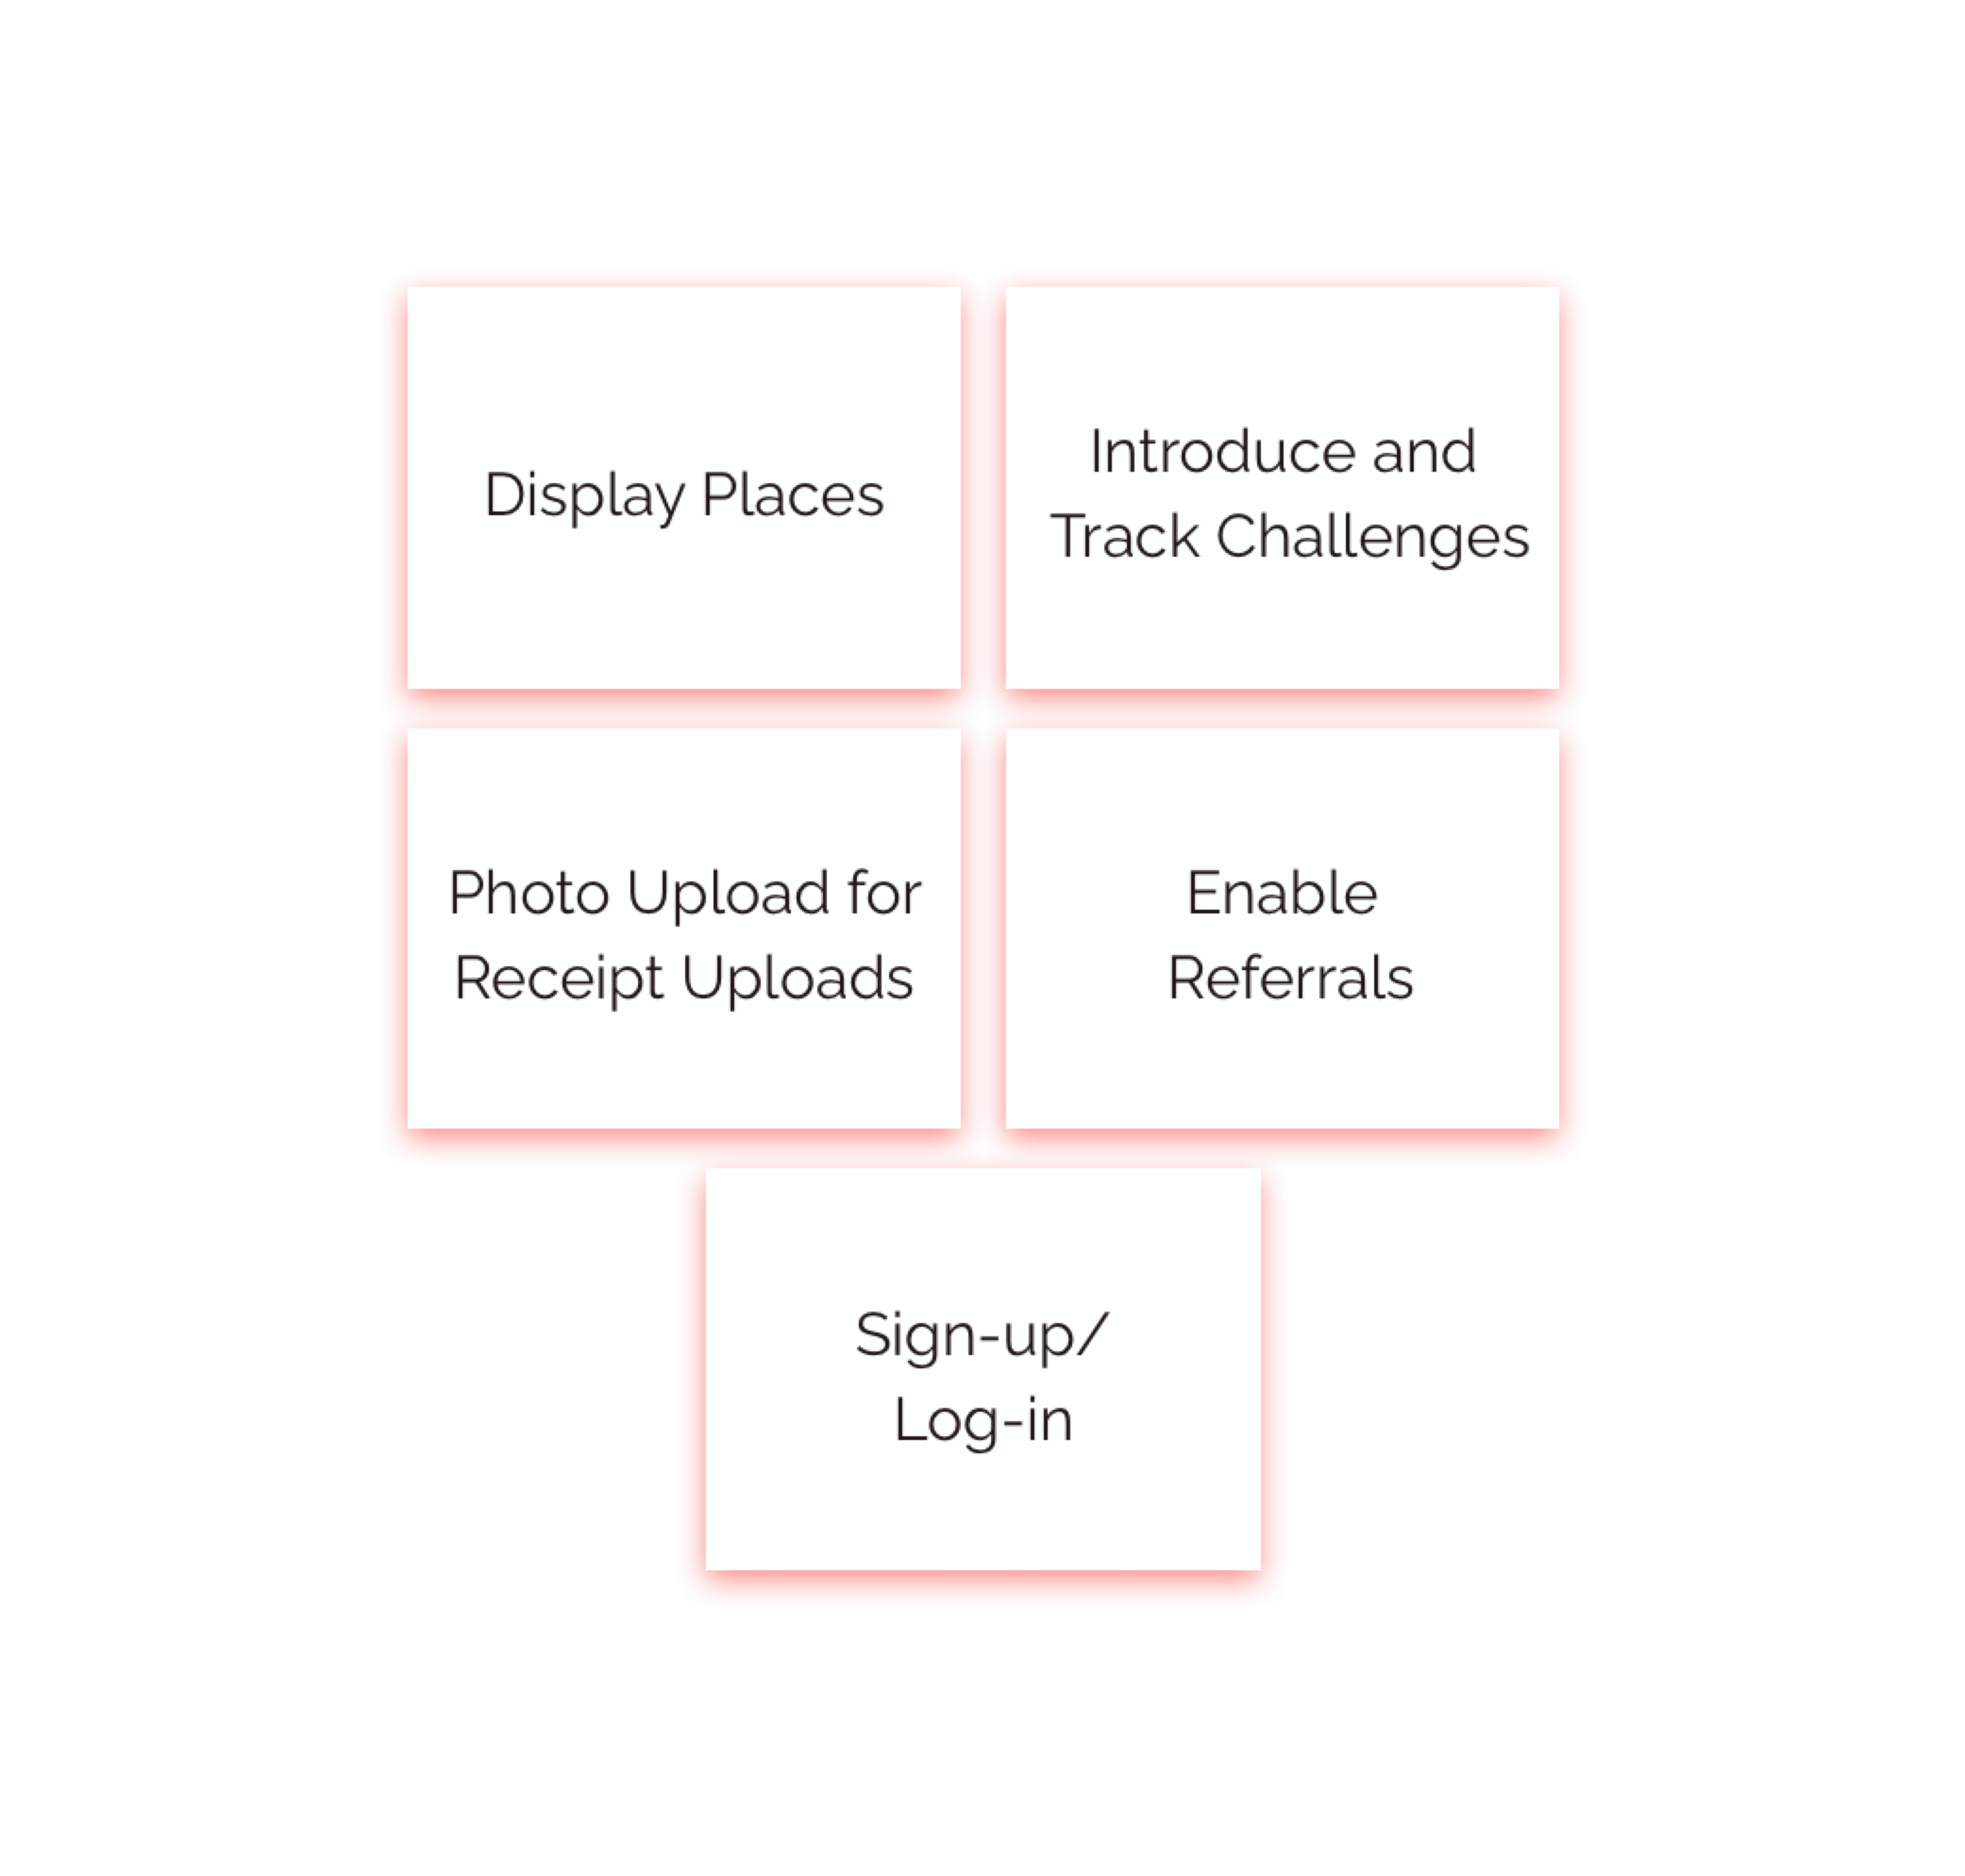 Display Places
Introduce and
Track Challenges
Photo Upload for
Receipt Uploads
Enable
Referrals
Sign-up/
Log-in